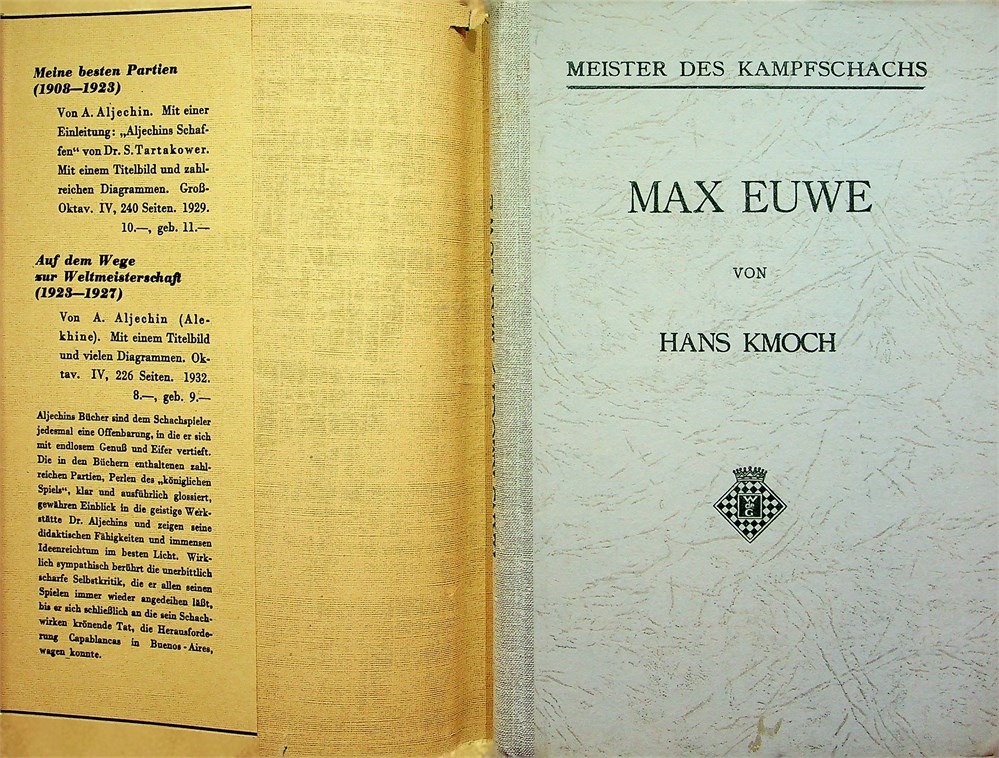 Meine besten Partien
(1908—1923)
Von A. Aljechin. Mit einer
Einleitung: „Aljechins Schaf-
fen“ von Dr. S. Tartakower.
Mit einem Titelbild und zahl-
reichen Diagrammen. Groß-
Oktav. IV, 240 Seiten. 1929.
10.—, geb. 11.—
Auf dem Wege
zur Weltmeisterschaft
(1923—1927)
Von A. Aljechin (Ale-
khine). Mit einem Titelbild
und vielen Diagrammen. Ok-
tav. IV, 226 Seiten. 1932.
8.—, geb. 9.—
Aljechins Bücher sind dem Schachspieler
jedesmal eine Offenbarung, in die er sich
mit endlosem Genuß und Eifer vertieft.
Die in den Büchern enthaltenen zahl-
reichen Partien, Perlen des „königlichen
Spiels“, klar und ausführlich glossiert,
gewähren Einblick in die geistige Werk-
stätte Dr. Aljechins und zeigen seine
didaktischen Fähigkeiten und immensen
Ideenreichtum im besten Licht. Wirk-
lich sympathisch berührt die unerbittlich
scharfe Selbstkritik, die er allen seinen
Spielen immer wieder angedeihen läßt,
bis er sich schließlich an die sein Schach-
wirken krönende Tat, die Herausforde-
rung Capablancas in Buenos-Aires,
wagen konnte.
MEISTER DES KAMPFSCHACHS
MAX EUWE
VON
HANS KMOCH
W
de
G